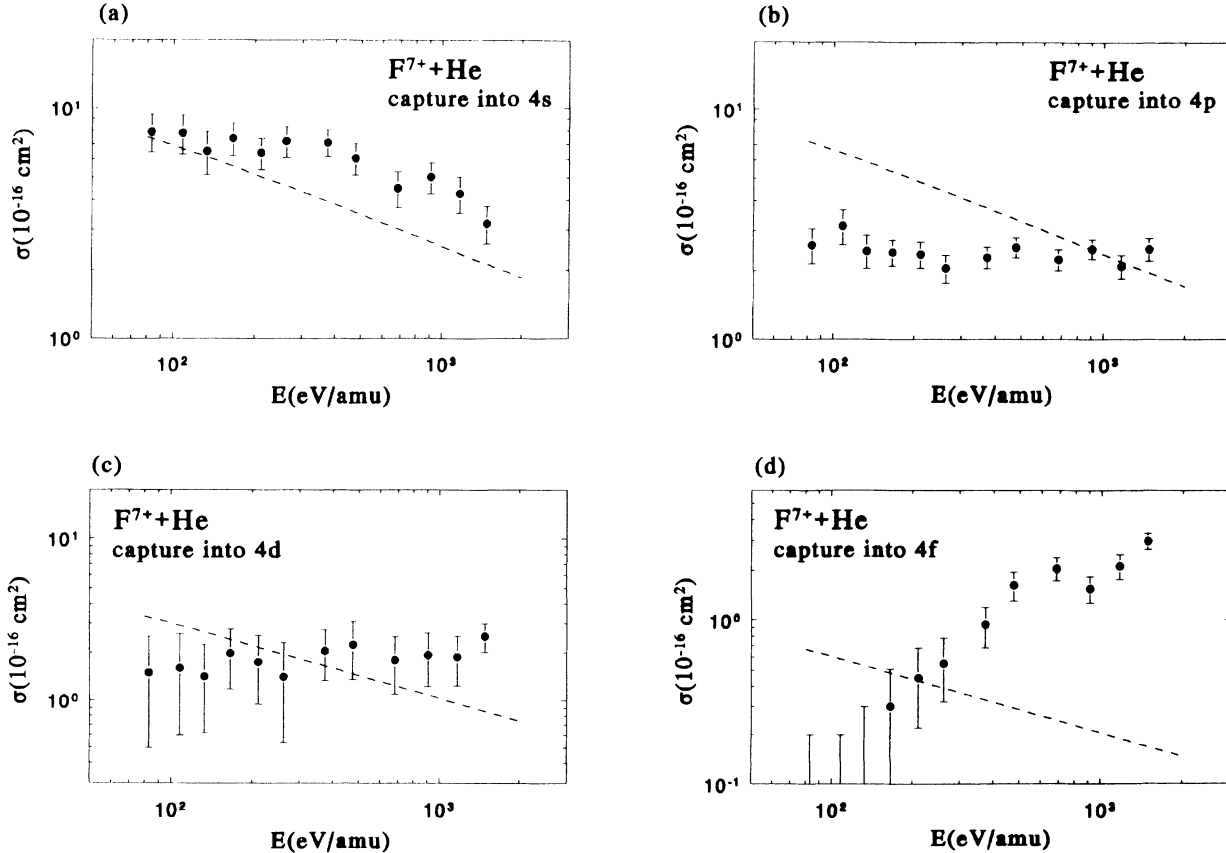 (a)
F⁷⁺+He
capture into 4s
10¹
10⁰
σ(10⁻¹⁶ cm²)
10²
10³
E(eV/amu)
(b)
F⁷⁺+He
capture into 4p
10¹
10⁰
σ(10⁻¹⁶ cm²)
10²
10³
E(eV/amu)
(c)
F⁷⁺+He
capture into 4d
10¹
10⁰
σ(10⁻¹⁶ cm²)
10²
10³
E(eV/amu)
(d)
F⁷⁺+He
capture into 4f
10⁰
10⁻¹
σ(10⁻¹⁶ cm²)
10²
10³
E(eV/amu)